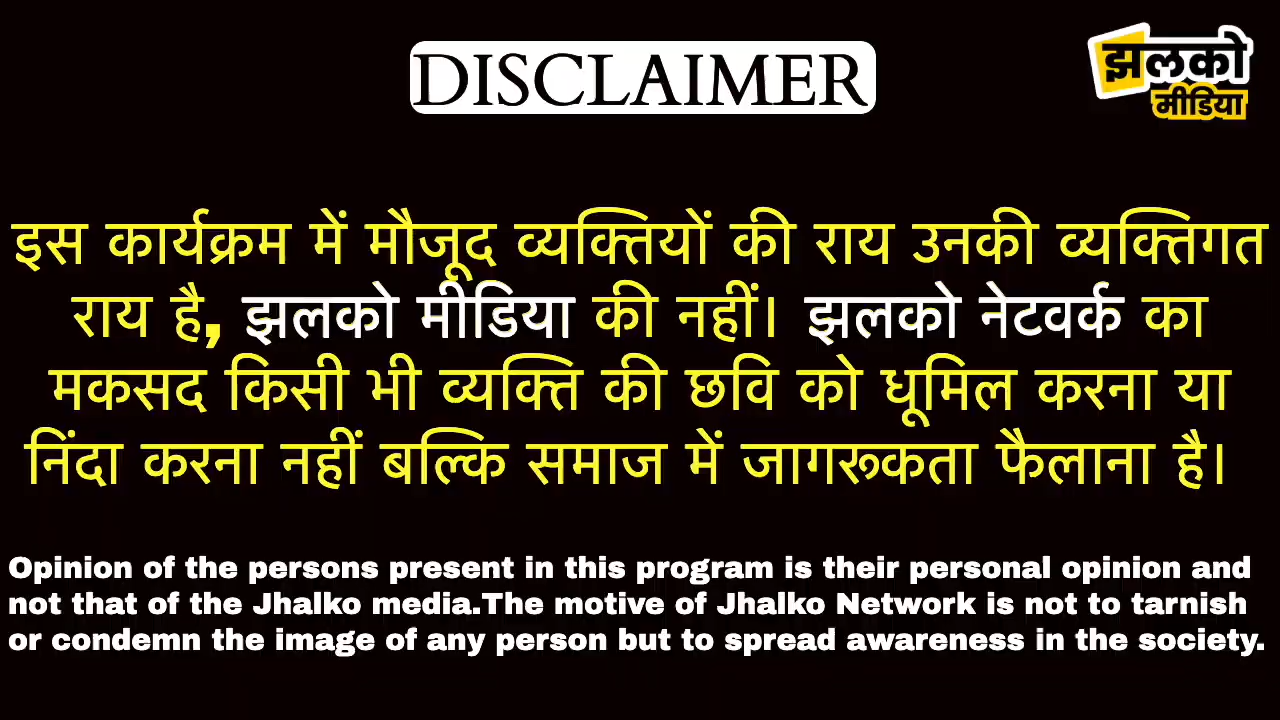 DISCLAIMER
झलको
मीडिया
इस कार्यक्रम में मौजूद व्यक्तियों की राय उनकी व्यक्तिगत
राय है, झलको मीडिया की नहीं। झलको नेटवर्क का
मकसद किसी भी व्यक्ति की छवि को धूमिल करना या
निंदा करना नहीं बल्कि समाज में जागरूकता फैलाना है।
Opinion of the persons present in this program is their personal opinion and
not that of the Jhalko media.The motive of Jhalko Network is not to tarnish
or condemn the image of any person but to spread awareness in the society.